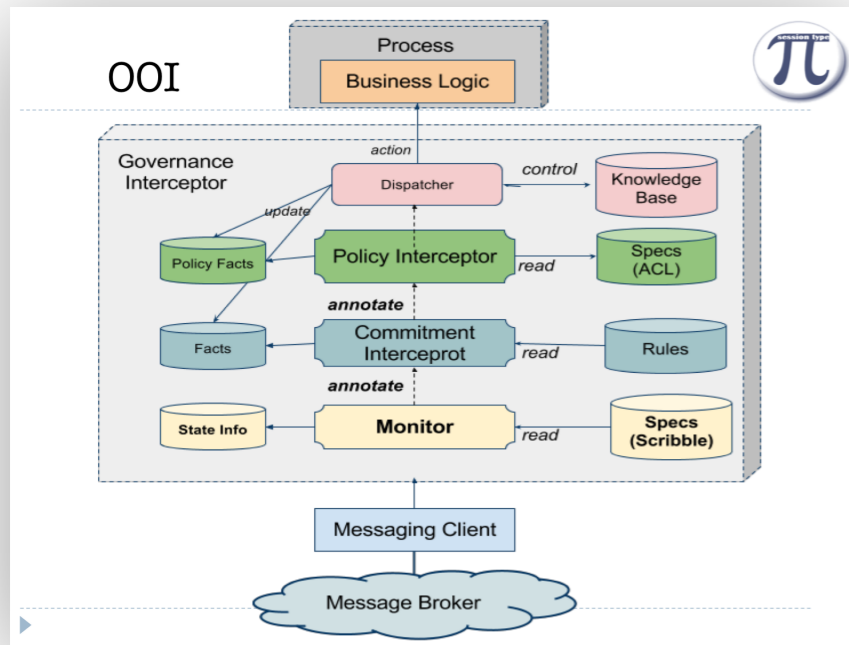 OOI
Process
Business Logic
session type
π
Governance
Interceptor
action
Dispatcher
control
Knowledge
Base
update
Policy Facts
Policy Interceptor
read
Specs
(ACL)
annotate
Facts
Commitment
Interceprot
read
Rules
annotate
State Info
Monitor
read
Specs
(Scribble)
Messaging Client
Message Broker